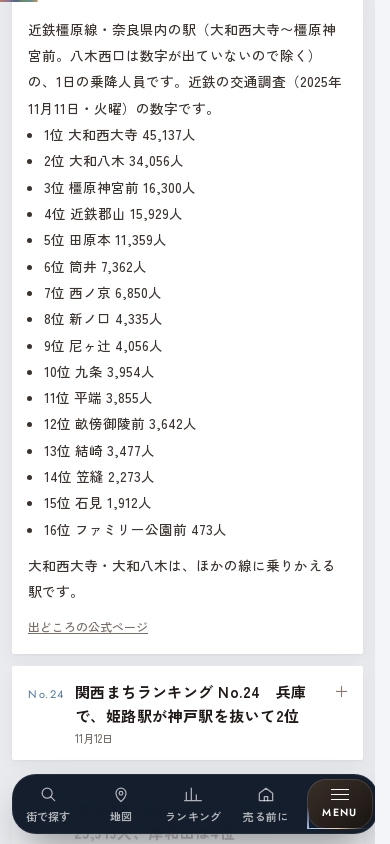 近鉄橿原線・奈良県内の駅（大和西大寺〜橿原神
宮前。八木西口は数字が出ていないので除く）
の、1日の乗降人員です。近鉄の交通調査（2025年
11月11日・火曜）の数字です。
1位 大和西大寺 45,137人
2位 大和八木 34,056人
3位 橿原神宮前 16,300人
4位 近鉄郡山 15,929人
5位 田原本 11,359人
6位 筒井 7,362人
7位 西ノ京 6,850人
8位 新ノ口 4,335人
9位 尼ヶ辻 4,056人
10位 九条 3,954人
11位 平端 3,855人
12位 畝傍御陵前 3,642人
13位 結崎 3,477人
14位 笠縫 2,273人
15位 石見 1,912人
16位 ファミリー公園前 473人
大和西大寺・大和八木は、ほかの線に乗りかえる
駅です。
出どころの公式ページ
No.24 関西まちランキング No.24　兵庫
で、姫路駅が神戸駅を抜いて2位
11月12日
街で探す 地図 ランキング 売る前に MENU